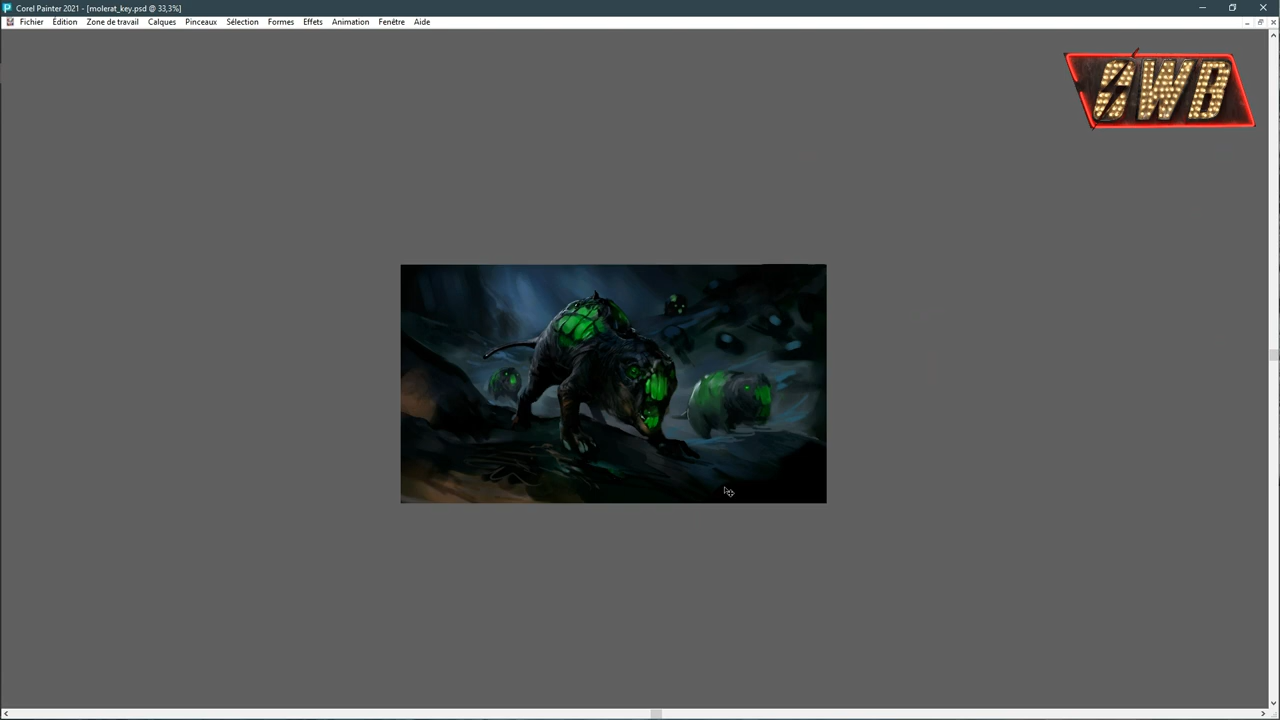 Corel Painter 2021 - [molerat_key.psd @ 33,3%]
Fichier Édition Zone de travail Calques Pinceaux Sélection Formes Effets Animation Fenêtre Aide
SWB